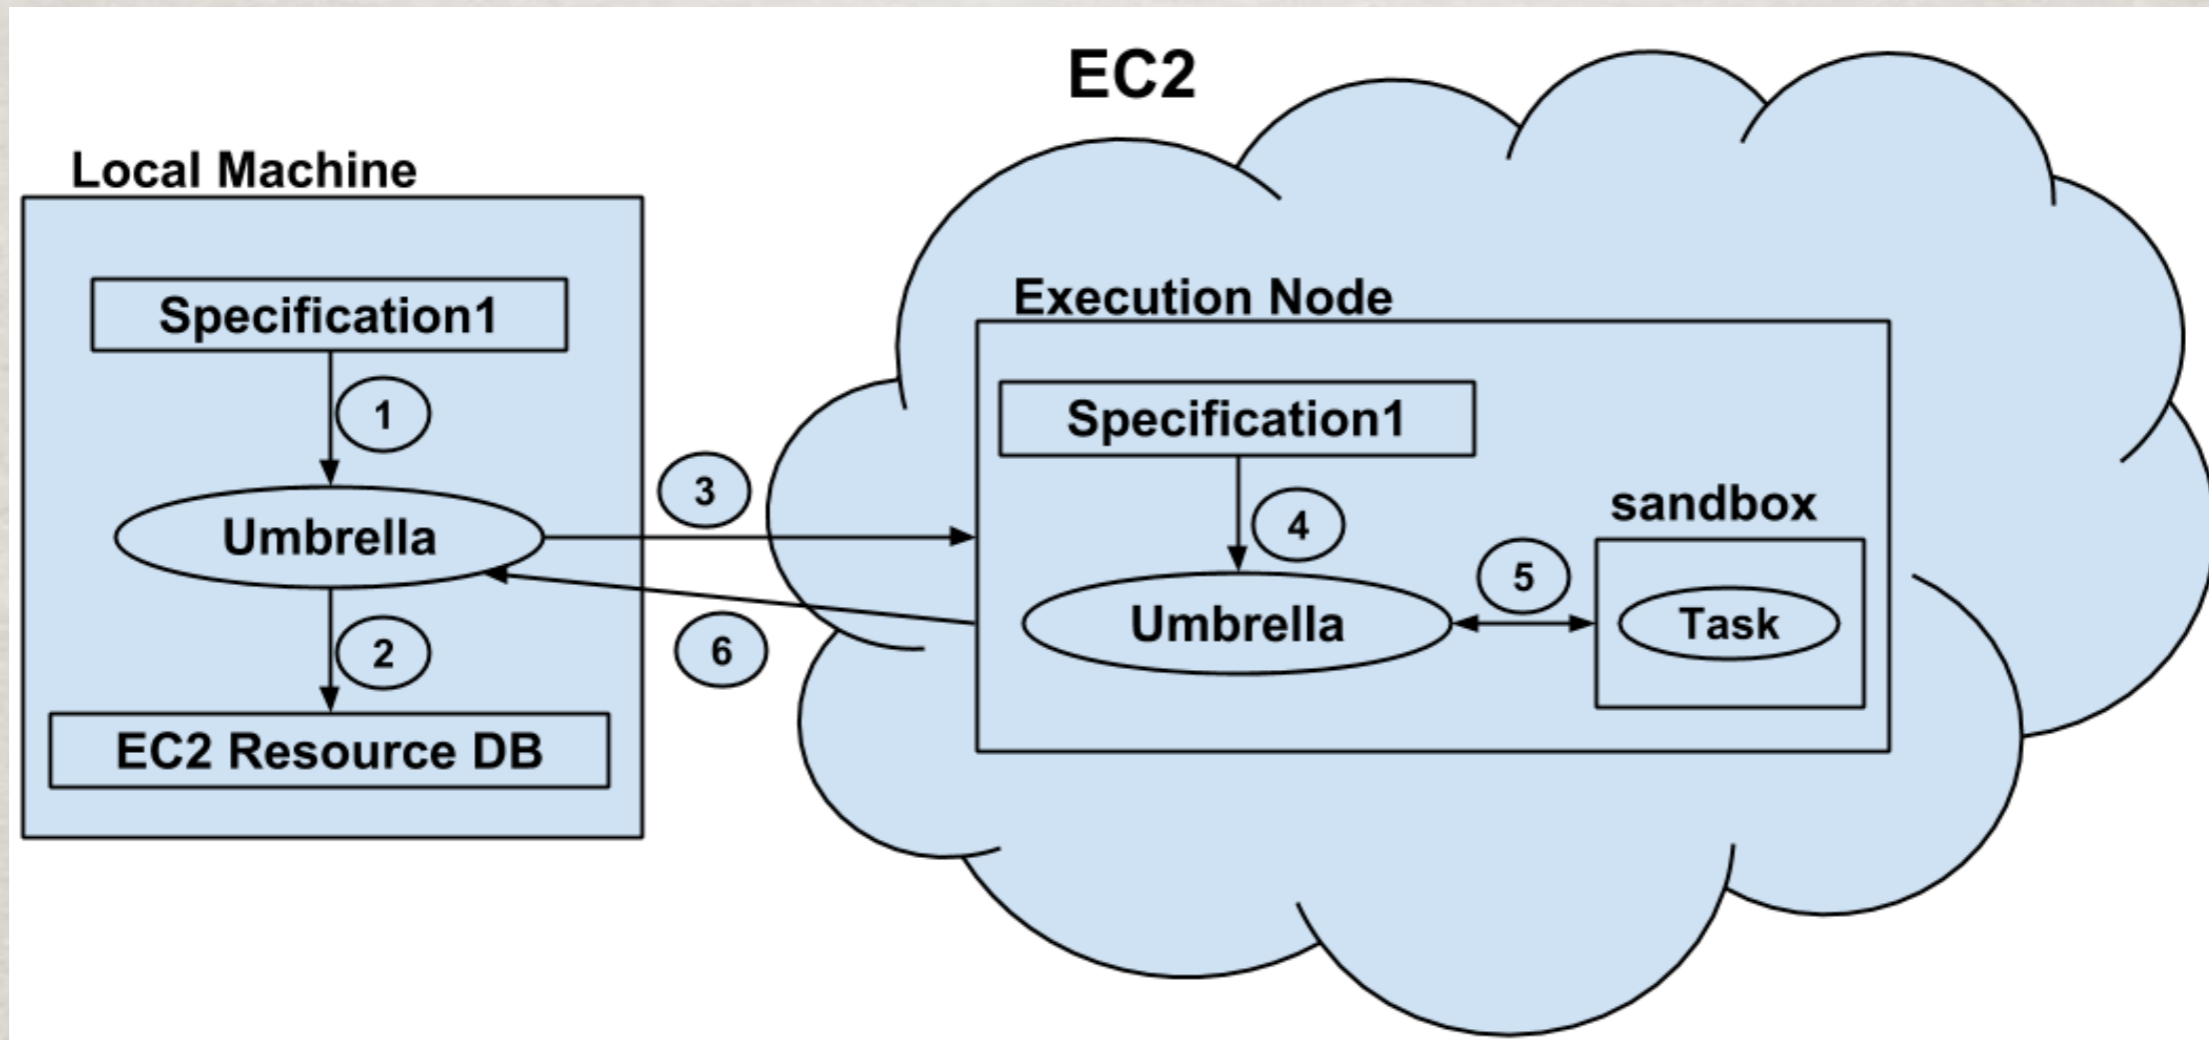 EC2
Local Machine
Specification1
1
Umbrella
2
EC2 Resource DB
3
6
Execution Node
Specification1
4
Umbrella
5
sandbox
Task